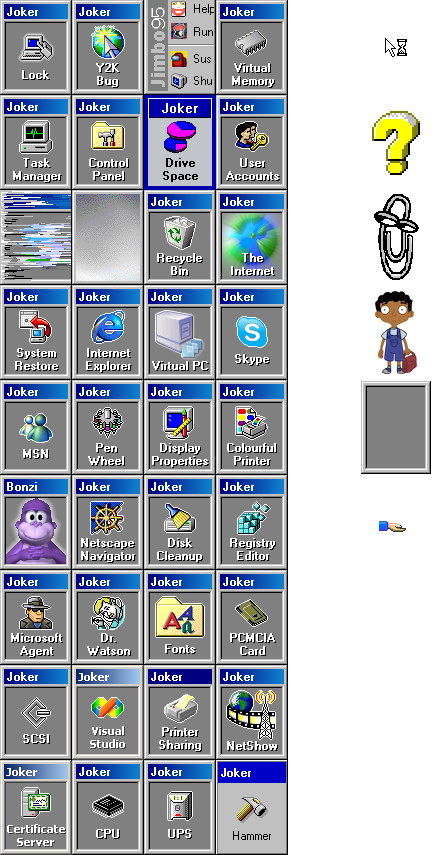 Joker
Lock
Joker
Y2K
Bug
Jimbo95
Help
Run
Sus
Shu
Joker
Virtual
Memory
Joker
Task
Manager
Joker
Control
Panel
Joker
Drive
Space
Joker
User
Accounts
Joker
Recycle
Bin
Joker
The
Internet
Joker
System
Restore
Joker
Internet
Explorer
Joker
Virtual PC
Joker
Skype
Joker
MSN
Joker
Pen
Wheel
Joker
Display
Properties
Joker
Colourful
Printer
Bonzi
Joker
Netscape
Navigator
Joker
Disk
Cleanup
Joker
Registry
Editor
Joker
Microsoft
Agent
Joker
Dr.
Watson
Joker
Fonts
Joker
PCMCIA
Card
Joker
SCSI
Joker
Visual
Studio
Joker
Printer
Sharing
Joker
NetShow
Joker
Certificate
Server
Joker
CPU
Joker
UPS
Joker
Hammer